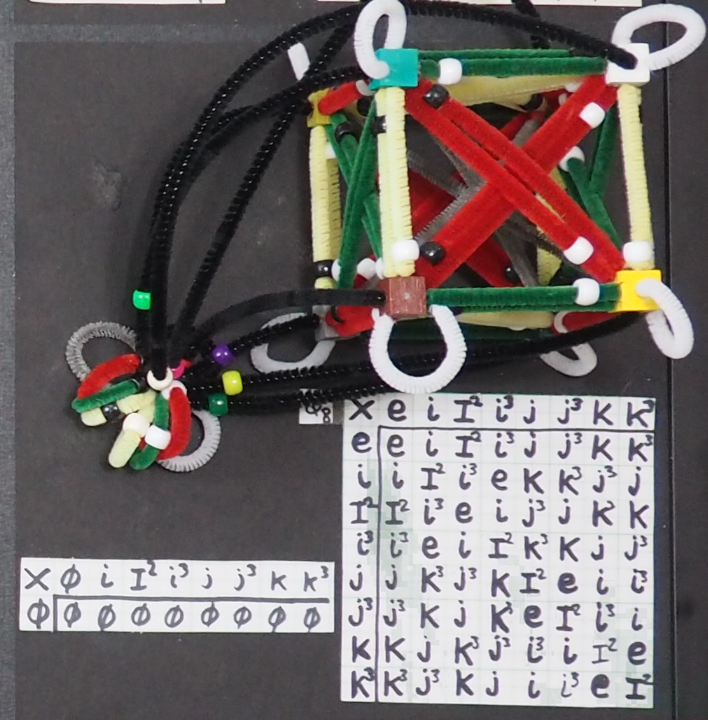 Q₈ × e i I² i³ j j³ K K³
e e i I² i³ j j³ K K³
i i I² i³ e K K³ j³ j
I² I² i³ e i j³ j K³ K
i³ i³ e i I² K³ K j j³
j j K³ j³ K I² e i i³
j³ j³ K j K³ e I² i³ i
K K j K³ j³ i³ i I² e
K³ K³ j³ K j i i³ e I²
× Ø i I² i³ j j³ K K³
Ø Ø Ø Ø Ø Ø Ø Ø Ø